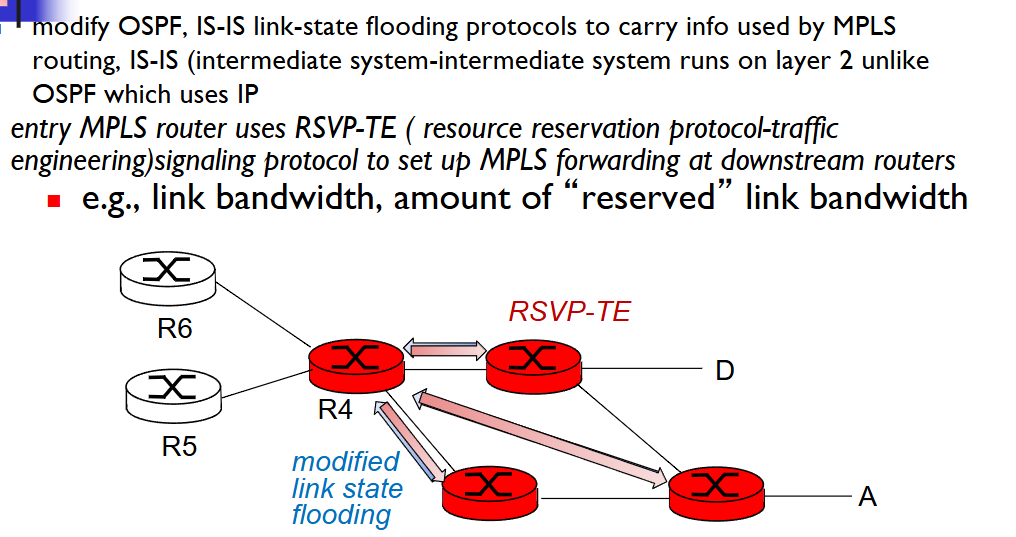 modify OSPF, IS-IS link-state flooding protocols to carry info used by MPLS
routing, IS-IS (intermediate system-intermediate system runs on layer 2 unlike
OSPF which uses IP
entry MPLS router uses RSVP-TE ( resource reservation protocol-traffic
engineering)signaling protocol to set up MPLS forwarding at downstream routers
e.g., link bandwidth, amount of “reserved” link bandwidth
R6
RSVP-TE
D
R4
R5
modified
link state
flooding
A